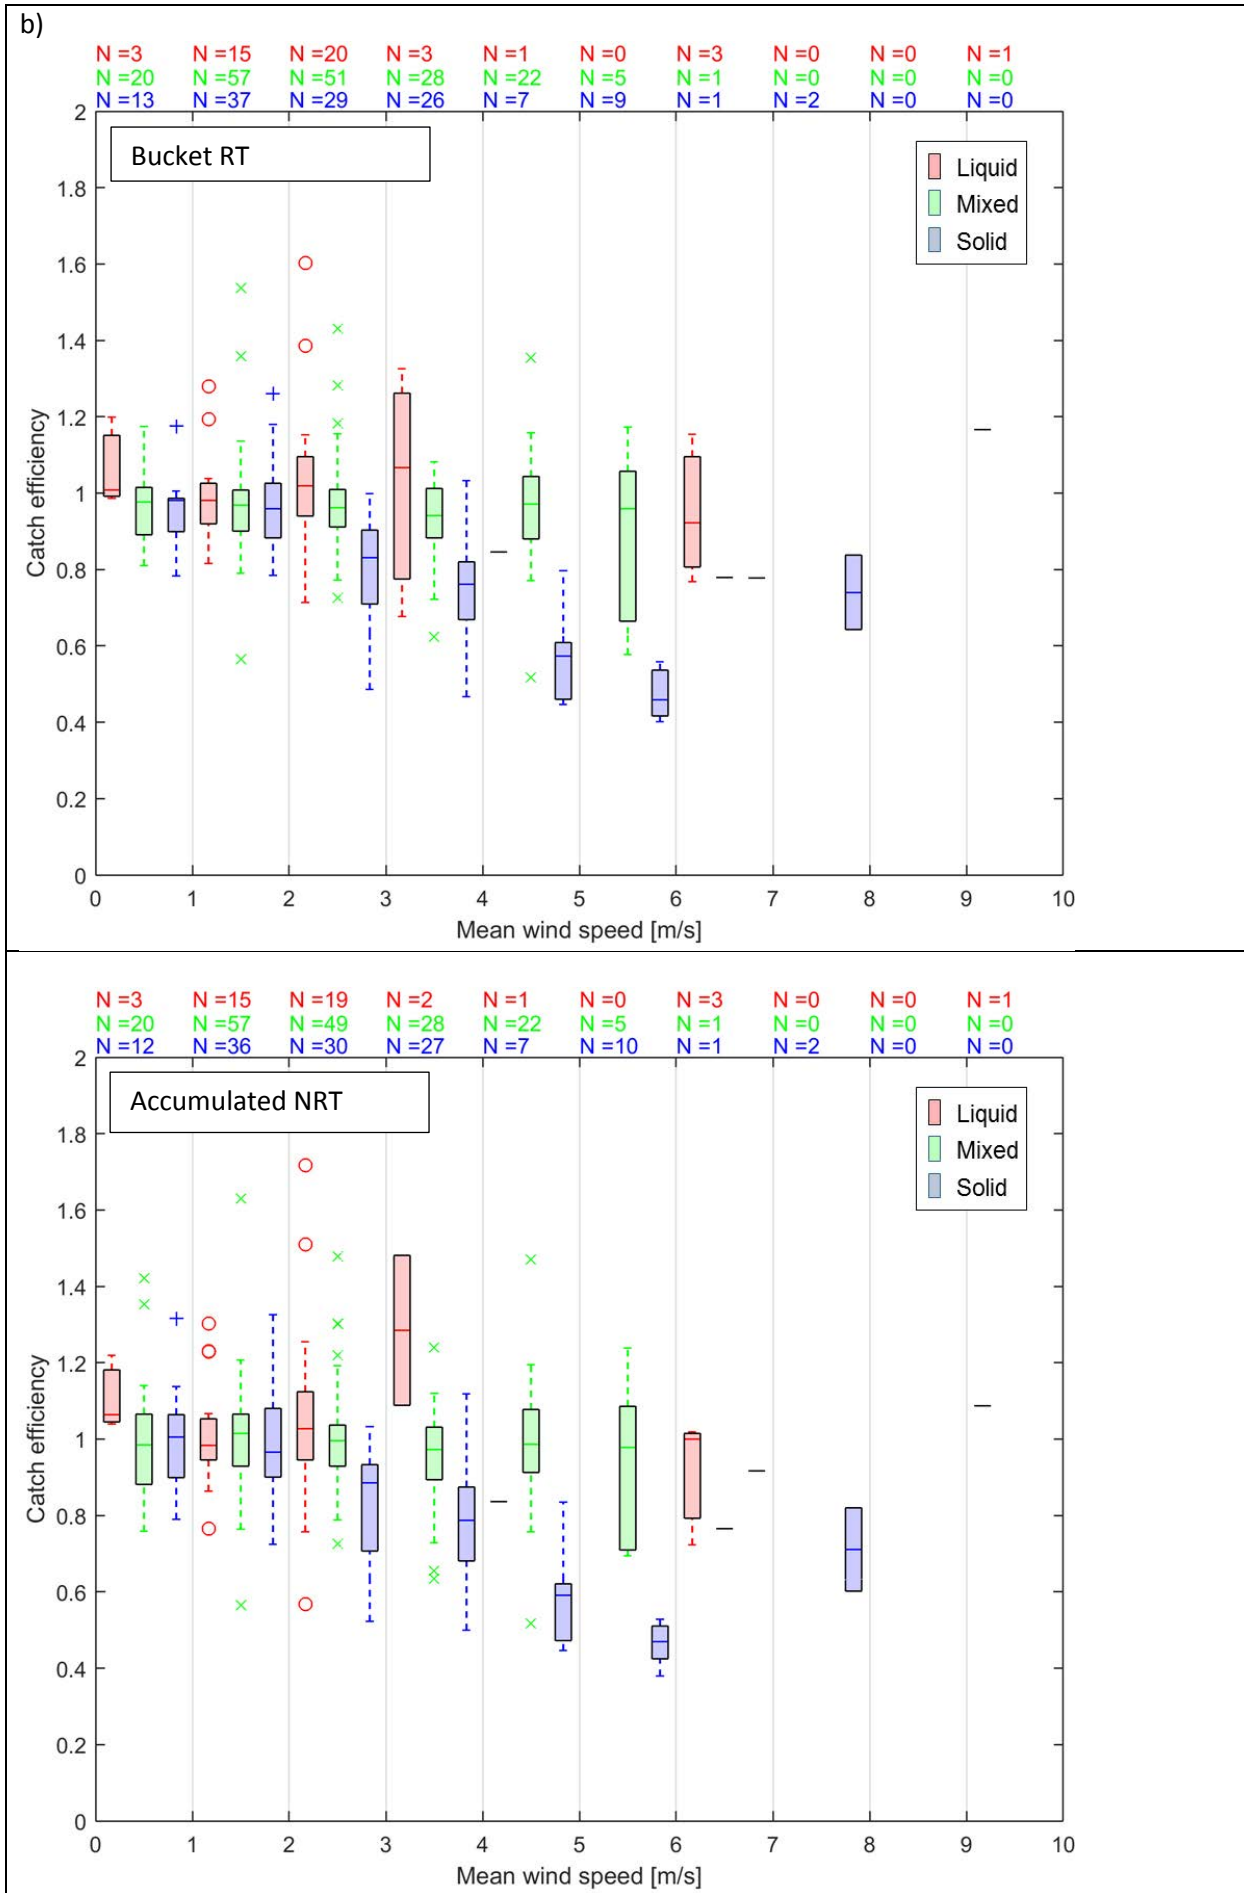 b)
N =3 N =15 N =20 N =3 N =1 N =0 N =3 N =0 N =0 N =1
N =20 N =57 N =51 N =28 N =22 N =5 N =1 N =0 N =0 N =0
N =13 N =37 N =29 N =26 N =7 N =9 N =1 N =2 N =0 N =0
2
Bucket RT
Liquid
1.8
Mixed
Solid
1.6
1.4
1.2
1
Catch efficiency
0.8
0.6
0.4
0.2
0
0 1 2 3 4 5 6 7 8 9 10
Mean wind speed [m/s]
N =3 N =15 N =19 N =2 N =1 N =0 N =3 N =0 N =0 N =1
N =20 N =57 N =49 N =28 N =22 N =5 N =1 N =0 N =0 N =0
N =12 N =36 N =30 N =27 N =7 N =10 N =1 N =2 N =0 N =0
2
Accumulated NRT
Liquid
1.8
Mixed
Solid
1.6
1.4
1.2
1
Catch efficiency
0.8
0.6
0.4
0.2
0
0 1 2 3 4 5 6 7 8 9 10
Mean wind speed [m/s]